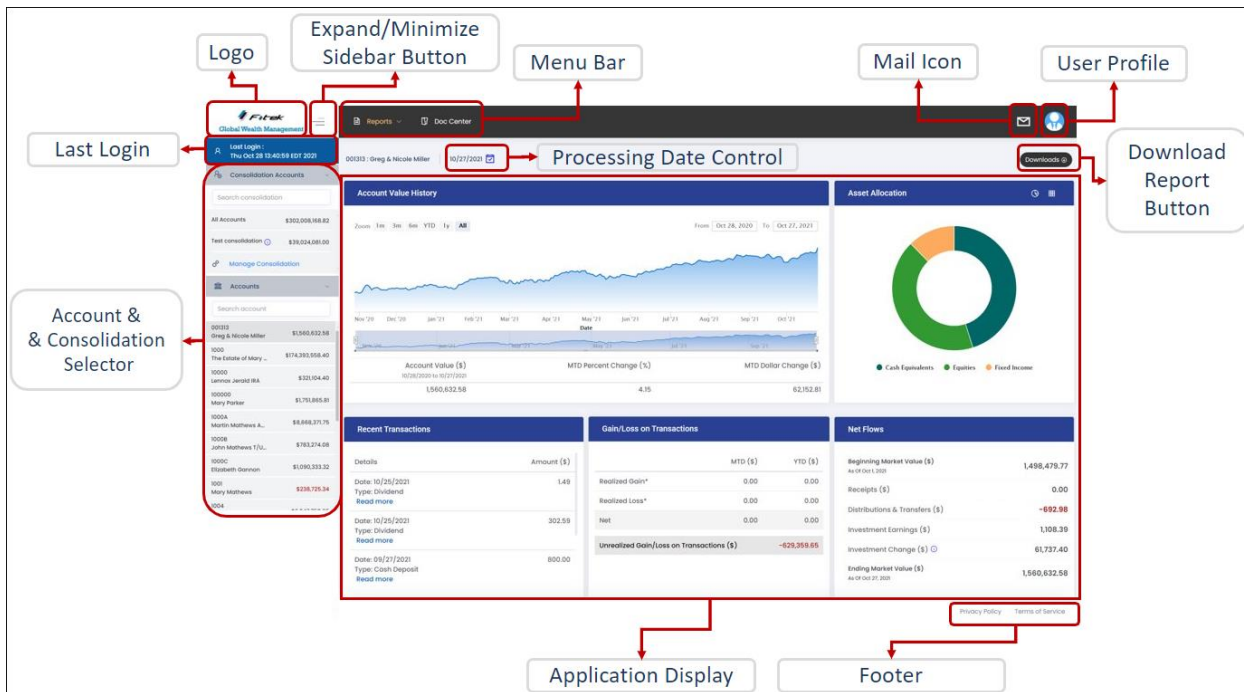 Expand/Minimize
Sidebar Button
Logo
Menu Bar
Mail Icon
User Profile
Fitek
Global Wealth Management
Reports
Doc Center
Last Login
Last Login :
Thu Oct 28 13:40:59 EDT 2021
001313 : Greg & Nicole Miller
10/27/2021
Processing Date Control
Downloads
Download
Report
Button
Consolidation Accounts
Search consolidation
All Accounts $302,008,168.82
Test consolidation $39,024,081.00
Manage Consolidation
Accounts
Search account
Account &
& Consolidation
Selector
001313
Greg & Nicole Miller $1,560,632.58
1000
The Estate of Mary ... $174,393,558.40
10000
Lennox Jerald IRA $321,104.40
100000
Mary Parker $1,751,865.91
1000A
Martin Mathews A... $8,868,371.75
1000B
John Mathews T/U... $763,274.08
1000C
Elizabeth Gannon $1,090,333.32
1001
Mary Mathews $238,725.34
1004
Account Value History
Zoom 1m 3m 6m YTD 1y All
From Oct 28, 2020 To Oct 27, 2021
Nov '20 Dec '20 Jan '21 Feb '21 Mar '21 Apr '21 May '21 Jun '21 Jul '21 Aug '21 Sep '21 Oct '21
Date
Nov '20 Jan '21 May '21 Jul '21 Sep '21
Account Value ($) MTD Percent Change (%) MTD Dollar Change ($)
10/28/2020 to 10/27/2021
1,560,632.58 4.15 62,152.81
Asset Allocation
Cash Equivalents Equities Fixed Income
Recent Transactions
Details Amount ($)
Date: 10/25/2021 1.49
Type: Dividend
Read more
Date: 10/25/2021 302.59
Type: Dividend
Read more
Date: 09/27/2021 800.00
Type: Cash Deposit
Read more
Gain/Loss on Transactions
MTD ($) YTD ($)
Realized Gain* 0.00 0.00
Realized Loss* 0.00 0.00
Net 0.00 0.00
Unrealized Gain/Loss on Transactions ($) -629,359.65
Net Flows
Beginning Market Value ($) 1,498,479.77
As Of Oct 1, 2021
Receipts ($) 0.00
Distributions & Transfers ($) -692.98
Investment Earnings ($) 1,108.39
Investment Change ($) 61,737.40
Ending Market Value ($) 1,560,632.58
As Of Oct 27, 2021
Privacy Policy Terms of Service
Application Display
Footer